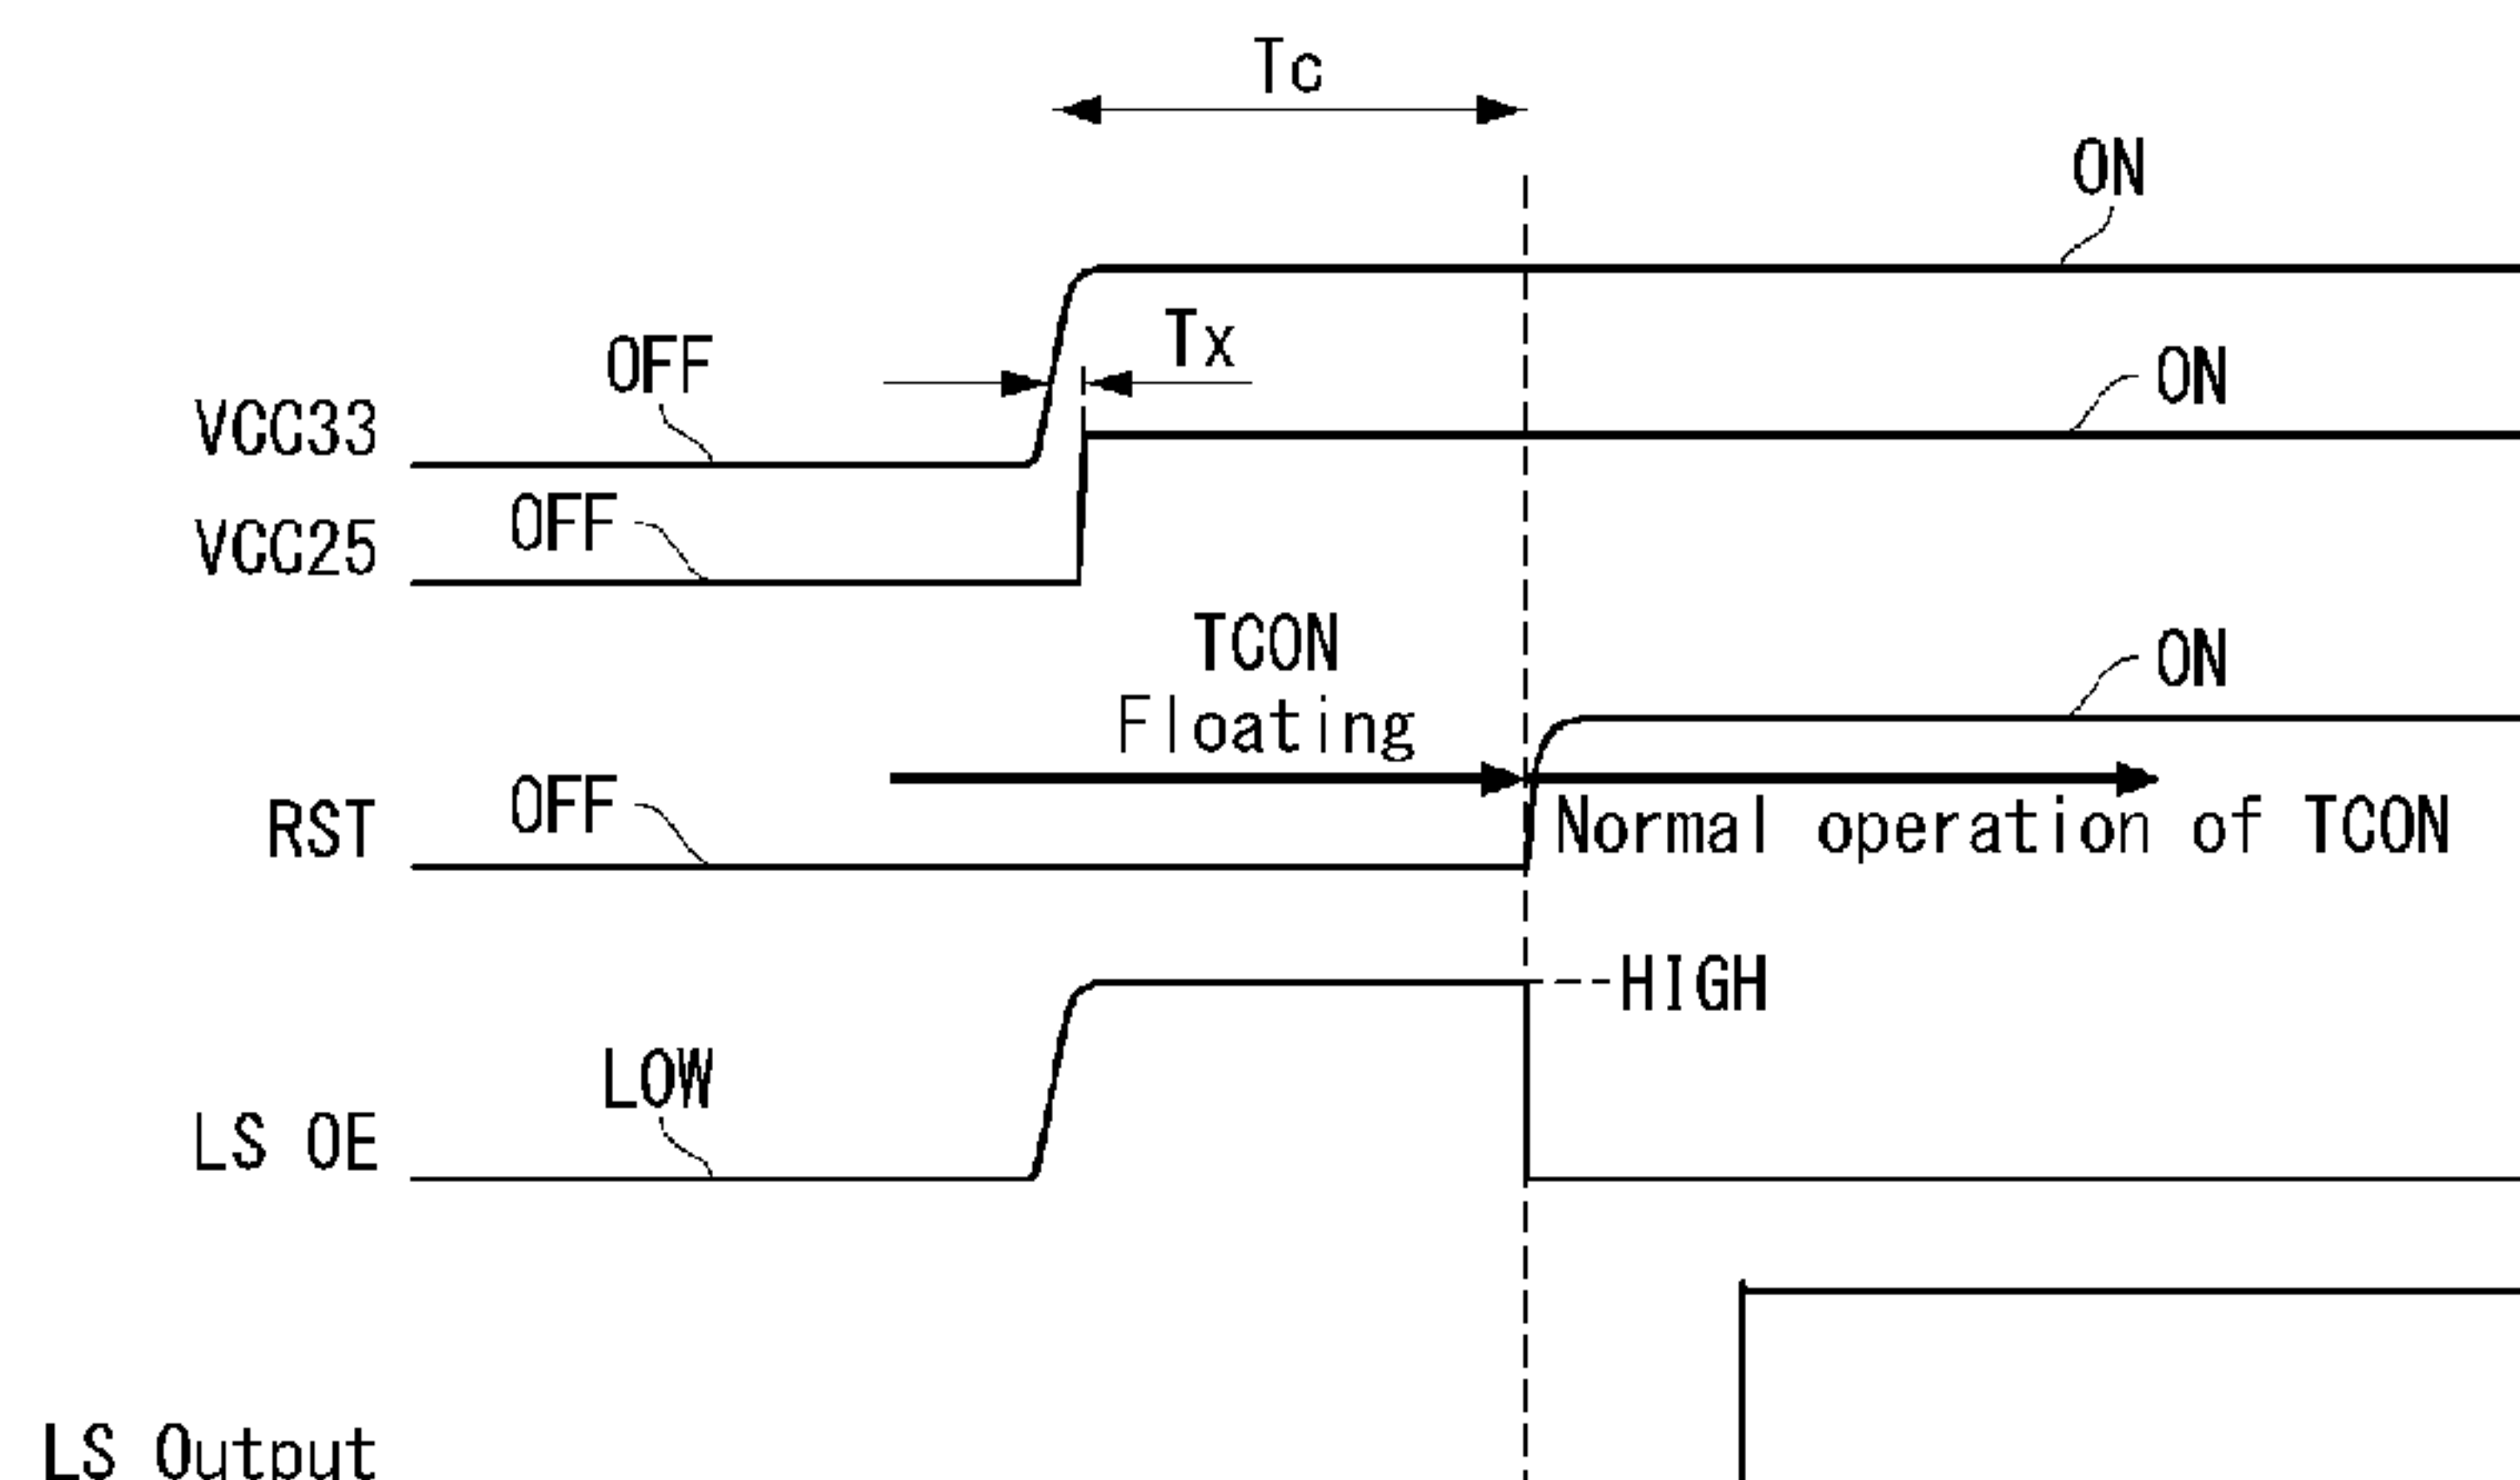 Tc
ON
OFF
Tx
ON
VCC33
OFF
VCC25
TCON
Floating
ON
OFF
RST
Normal operation of TCON
HIGH
LOW
LS OE
LS Output